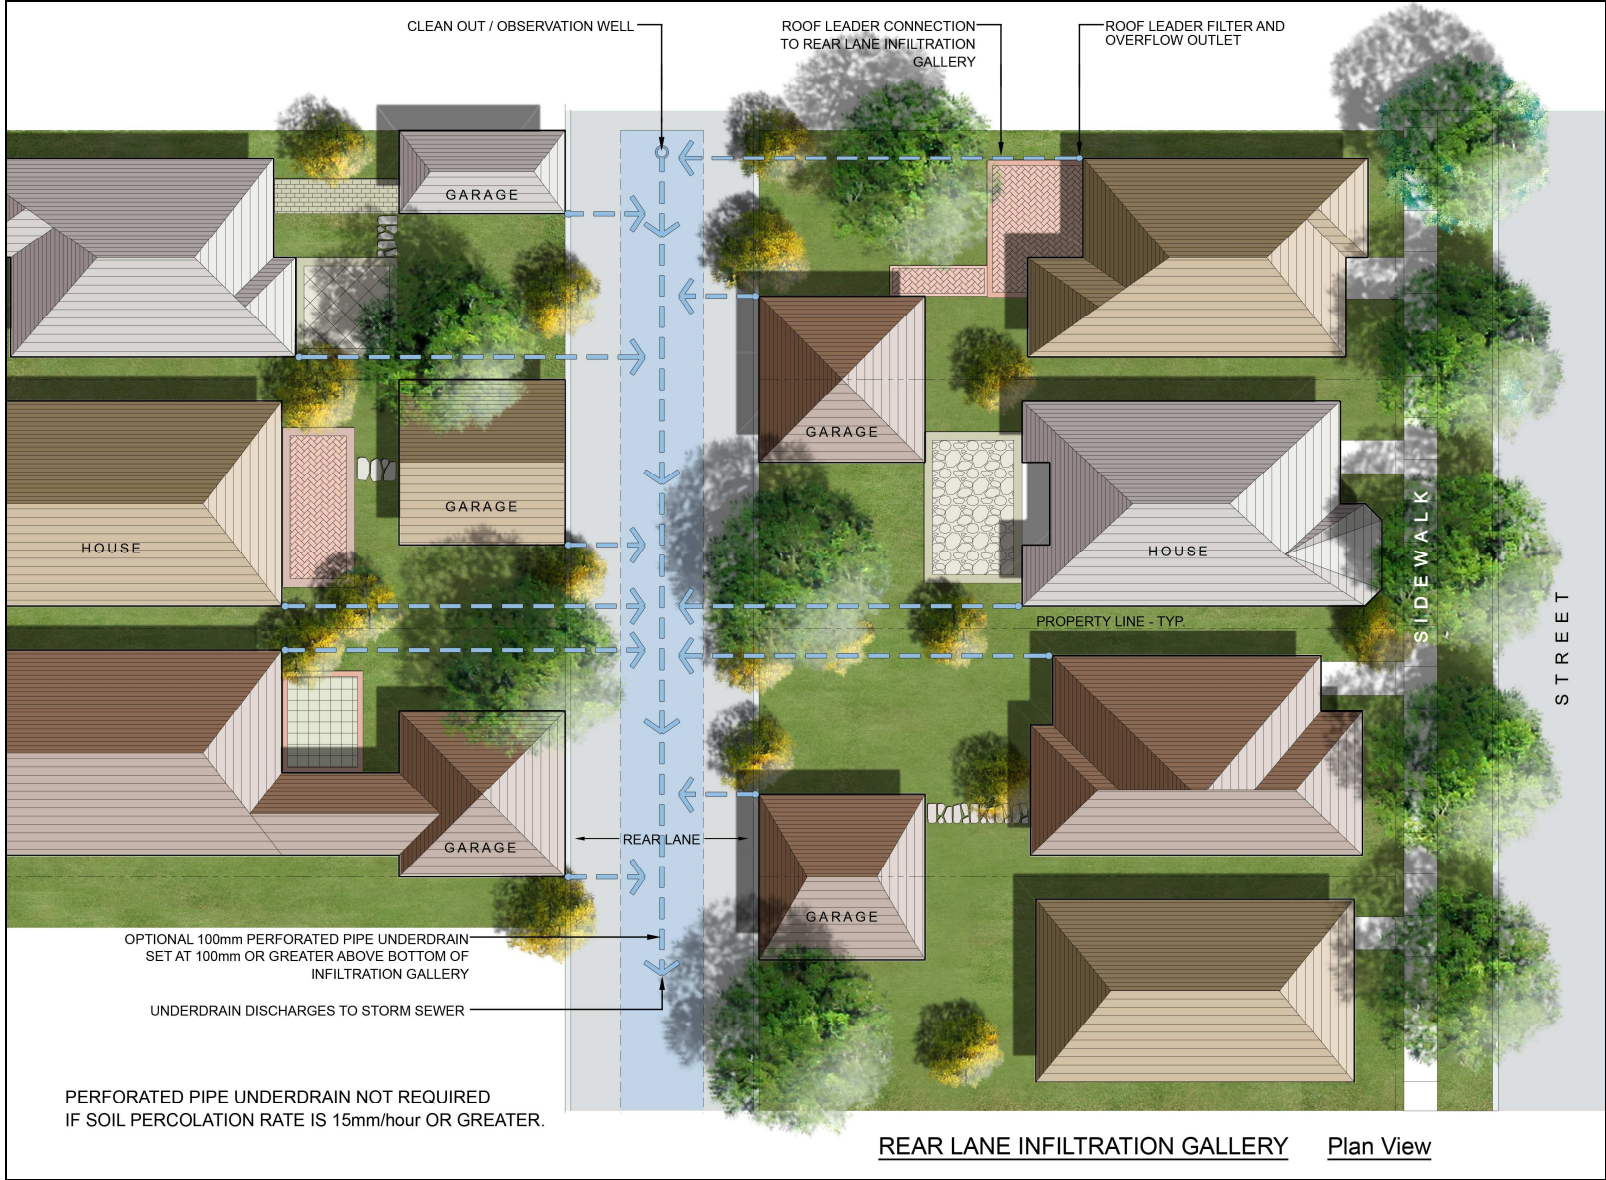 CLEAN OUT / OBSERVATION WELL
ROOF LEADER CONNECTION
TO REAR LANE INFILTRATION
GALLERY
ROOF LEADER FILTER AND
OVERFLOW OUTLET
GARAGE
GARAGE
GARAGE
HOUSE
HOUSE
SIDEWALK
STREET
PROPERTY LINE - TYP.
REAR LANE
GARAGE
GARAGE
OPTIONAL 100mm PERFORATED PIPE UNDERDRAIN
SET AT 100mm OR GREATER ABOVE BOTTOM OF
INFILTRATION GALLERY
UNDERDRAIN DISCHARGES TO STORM SEWER
PERFORATED PIPE UNDERDRAIN NOT REQUIRED
IF SOIL PERCOLATION RATE IS 15mm/hour OR GREATER.
REAR LANE INFILTRATION GALLERY Plan View